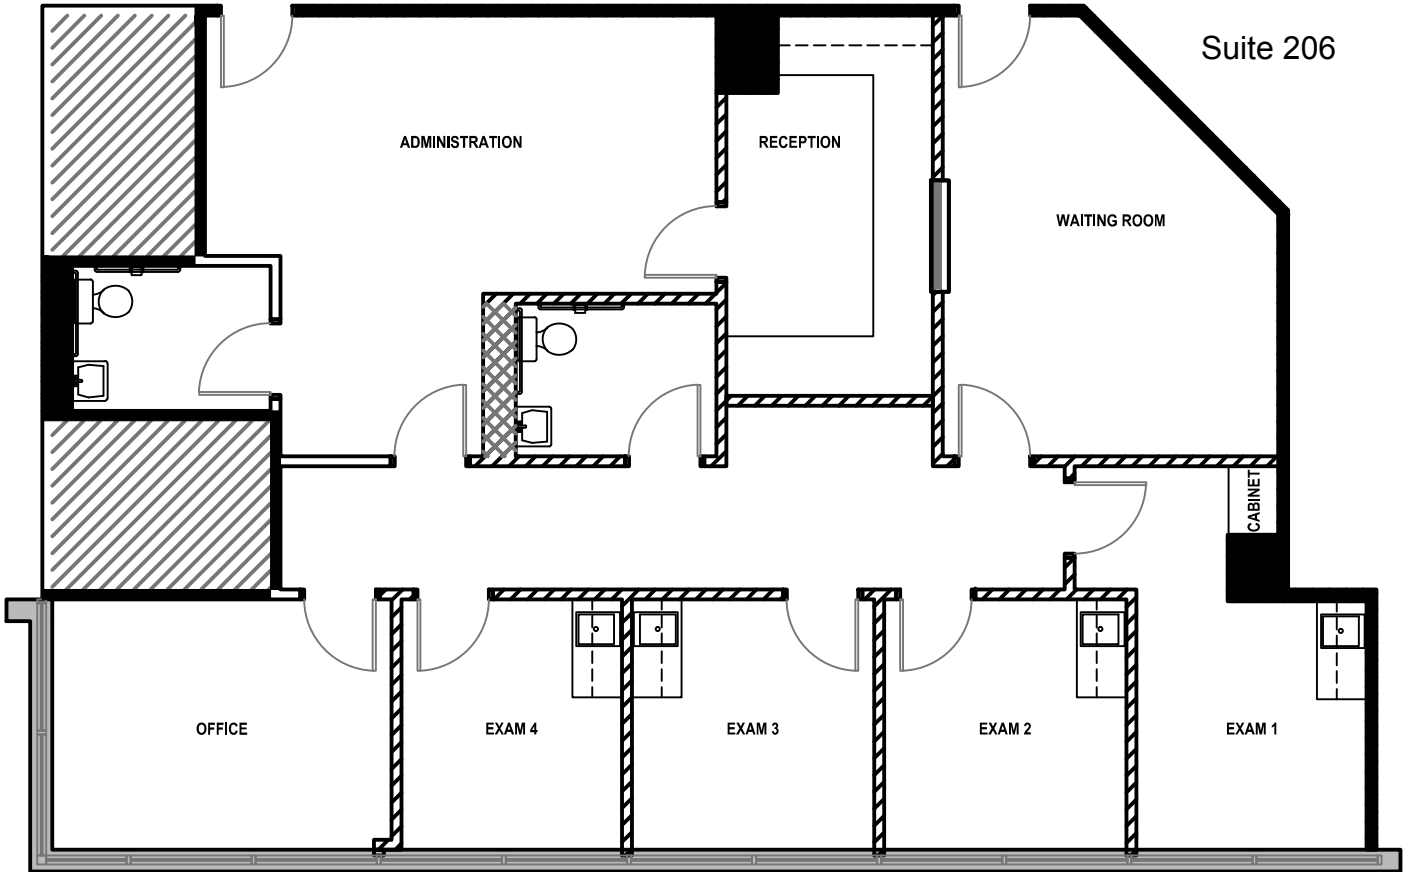 Suite 206
ADMINISTRATION
RECEPTION
WAITING ROOM
CABINET
OFFICE
EXAM 4
EXAM 3
EXAM 2
EXAM 1